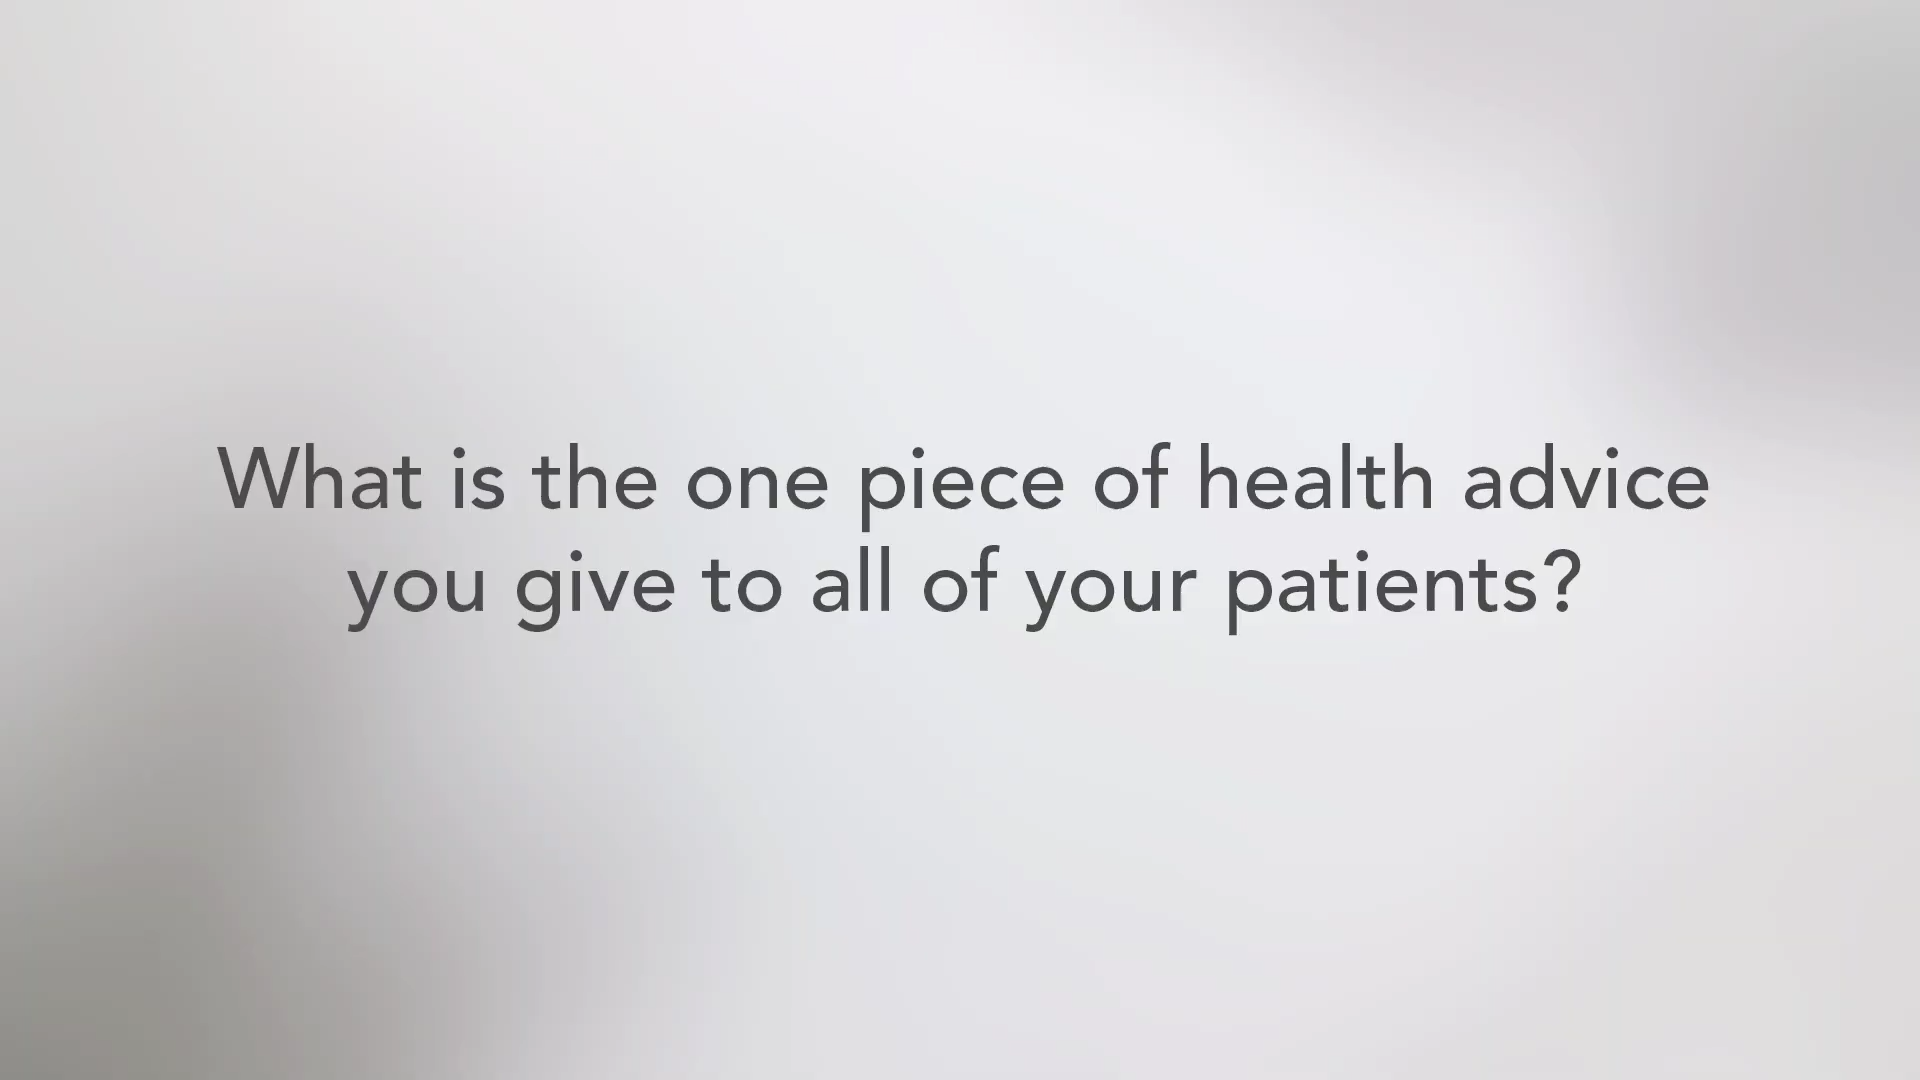 What is the one piece of health advice
you give to all of your patients?